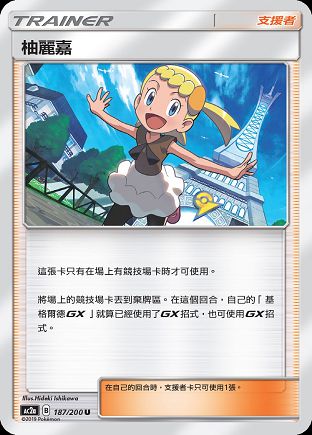 TRAINER
支援者
柚麗嘉
這張卡只有在場上有競技場卡時才可使用。
將場上的競技場卡丟到棄牌區。在這個回合，自己的「基
格爾德GX」就算已經使用了GX招式，也可使用GX招
式。
Illus.Hideki Ishikawa
AC2a B 187/200 U
©2019 Pokémon
在自己的回合時，支援者卡只可使用1張。